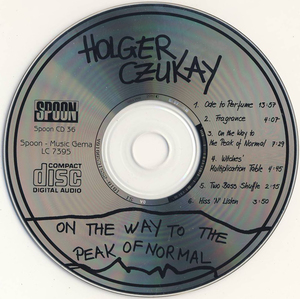 HOLGER
CZUKAY
SPOON
Spoon CD 36
Spoon - Music Gema
LC 7395
COMPACT
disc
DIGITAL AUDIO
1. Ode to Perfume 13:57
2. Fragrance 4:07
3. On the Way to
the Peak of Normal 7:29
4. Witches'
Multiplication Table 4:45
5. Two Bass Shuffle 2:15
6. Hiss 'N' Listen 3:50
ON THE WAY TO THE
PEAK OF NORMAL